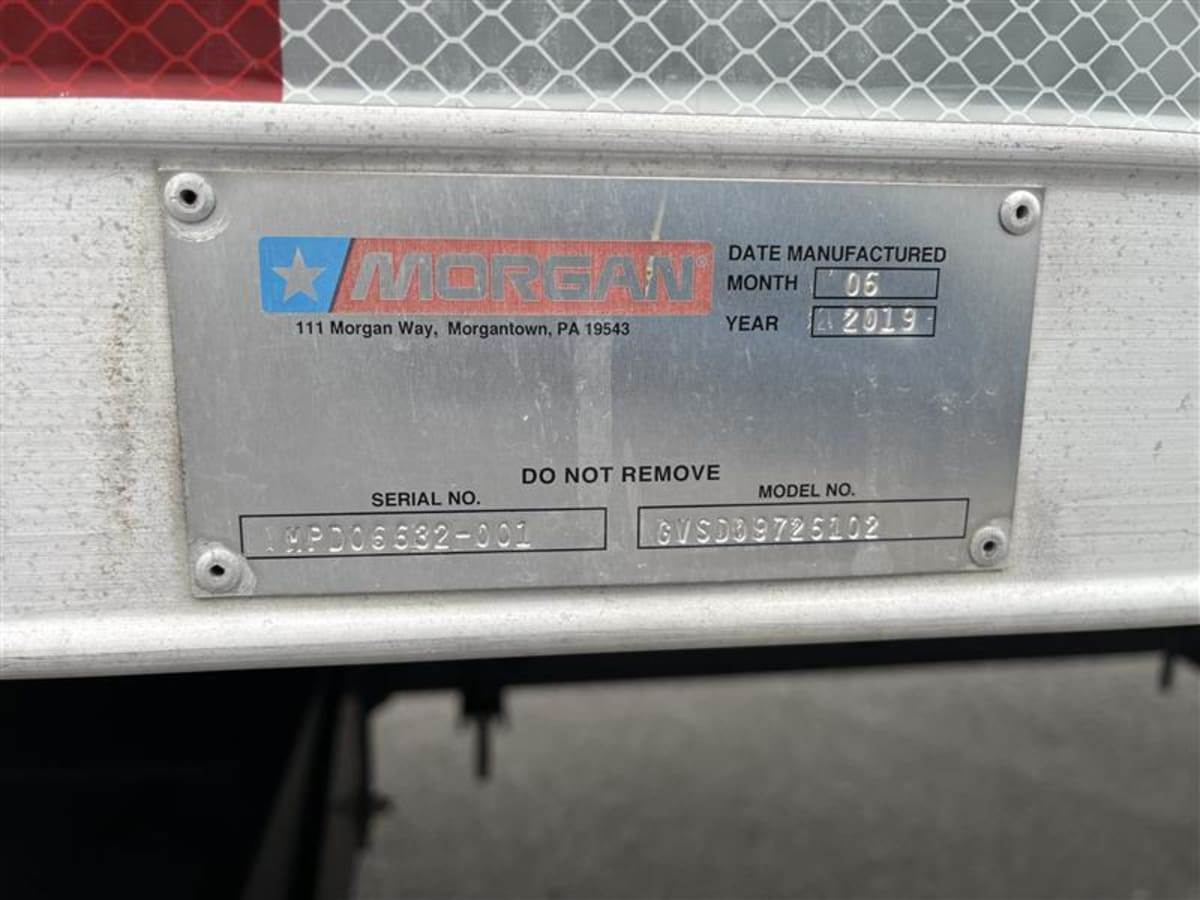 MORGAN®
111 Morgan Way, Morgantown, PA 19543
DATE MANUFACTURED
MONTH 06
YEAR 2019
DO NOT REMOVE
SERIAL NO.
MPD06632-001
MODEL NO.
GVSD09726102